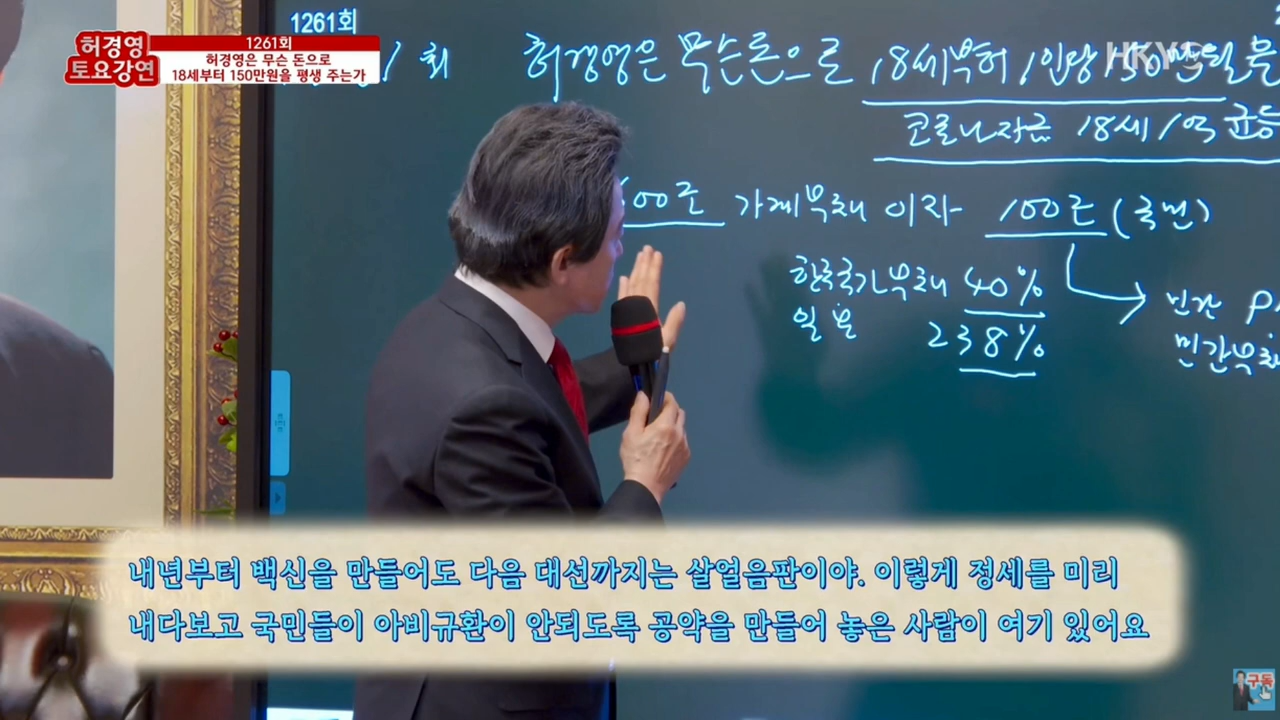 1261회
허경영
토요강연
1261회
허경영은 무슨 돈으로
18세부터 150만원을 평생 주는가
회 허경영은 무슨돈으로 18세부터 1인당 150만원을
코로나자금 18세 1억 균등
600조 가계부채 이자 100조 (국민)
한국국가부채 40%
일본 238%
민간
민간부채
내년부터 백신을 만들어도 다음 대선까지는 살얼음판이야. 이렇게 정세를 미리
내다보고 국민들이 아비규환이 안되도록 공약을 만들어 놓은 사람이 여기 있어요
구독